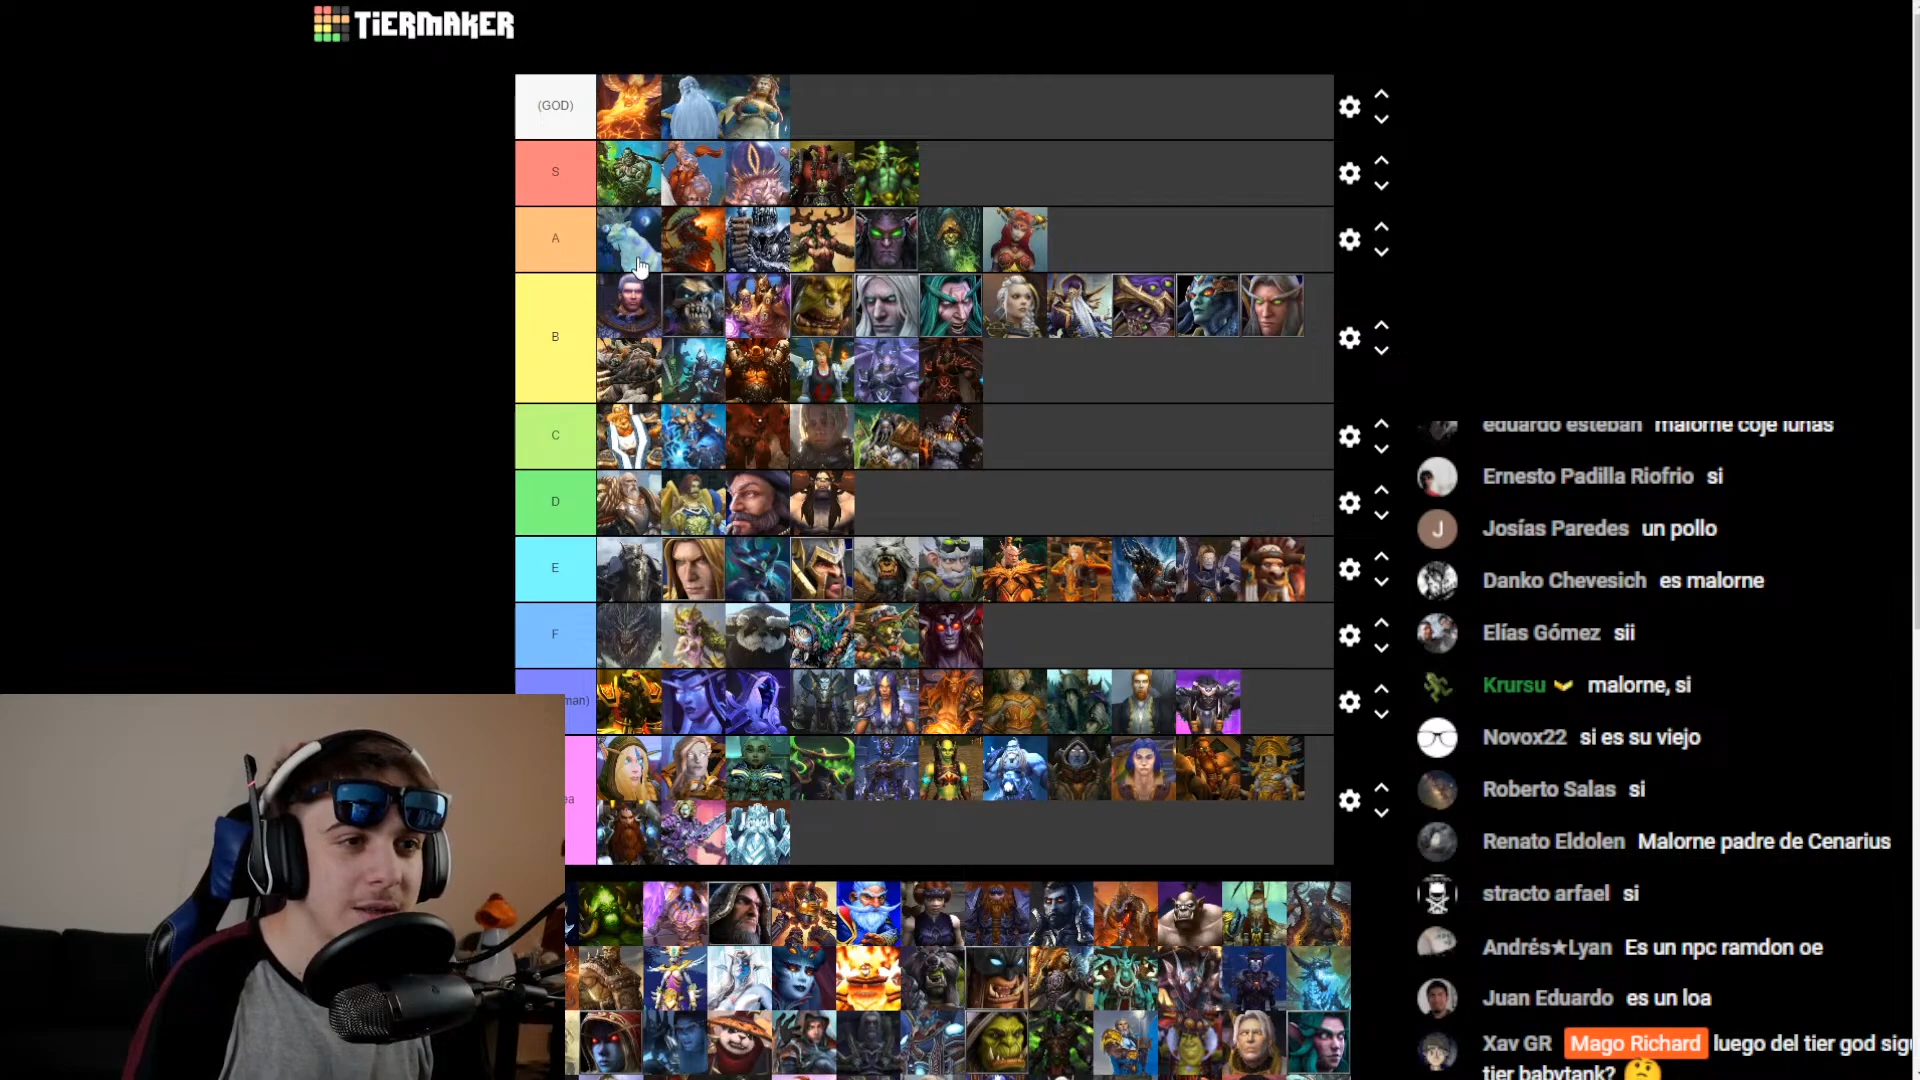 TiERMAKER
(GOD)
S
A
B
C
D
E
F
man)
ea
eduardo esteban malorne coje lunas
Ernesto Padilla Riofrio si
J
Josías Paredes un pollo
Danko Chevesich es malorne
Elías Gómez sii
Krursu malorne, si
Novox22 si es su viejo
Roberto Salas si
Renato Eldolen Malorne padre de Cenarius
stracto arfael si
Andrés★Lyan Es un npc ramdon oe
Juan Eduardo es un loa
Xav GR Mago Richard luego del tier god sig
tier babytank? 🤔